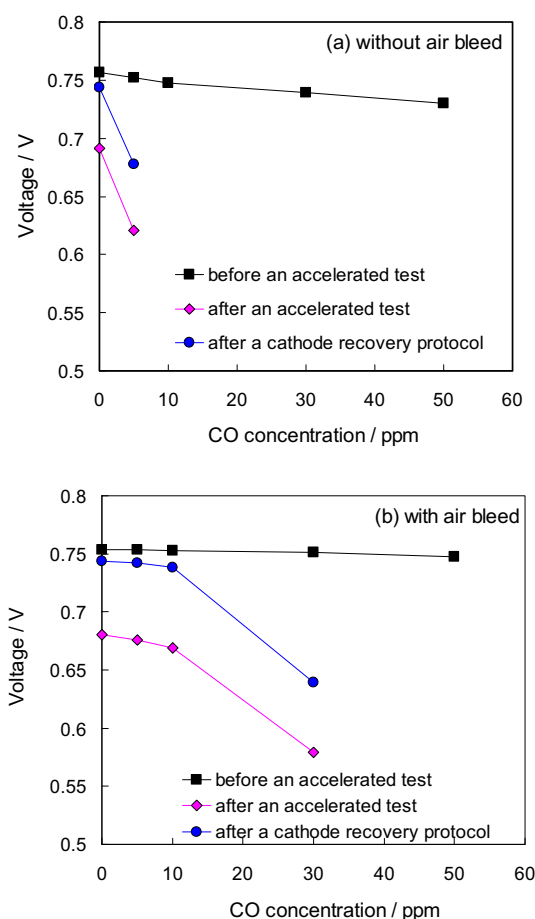 (a) without air bleed
0.8
0.75
0.7
0.65
0.6
0.55
0.5
Voltage / V
before an accelerated test
after an accelerated test
after a cathode recovery protocol
0 10 20 30 40 50 60
CO concentration / ppm
(b) with air bleed
0.8
0.75
0.7
0.65
0.6
0.55
0.5
Voltage / V
before an accelerated test
after an accelerated test
after a cathode recovery protocol
0 10 20 30 40 50 60
CO concentration / ppm